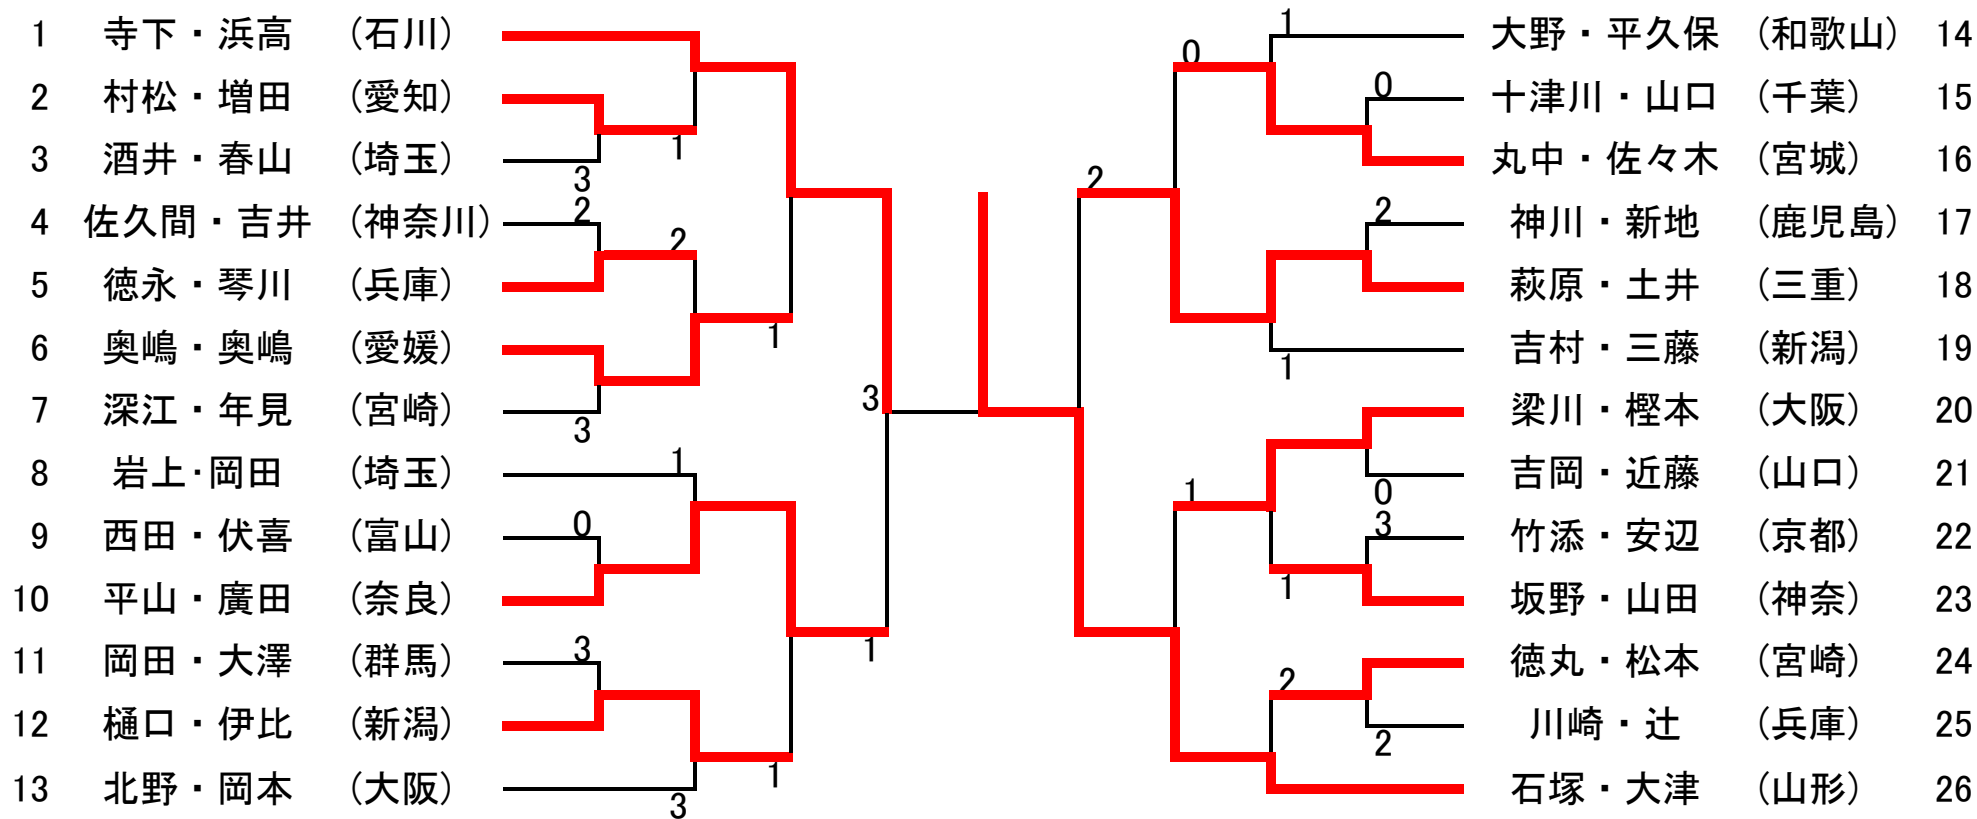 1 寺下・浜高 (石川)
2 村松・増田 (愛知)
3 酒井・春山 (埼玉)
4 佐久間・吉井 (神奈川)
5 徳永・琴川 (兵庫)
6 奥嶋・奥嶋 (愛媛)
7 深江・年見 (宮崎)
8 岩上・岡田 (埼玉)
9 西田・伏喜 (富山)
10 平山・廣田 (奈良)
11 岡田・大澤 (群馬)
12 樋口・伊比 (新潟)
13 北野・岡本 (大阪)
3
2
3
0
3
1
2
1
3
1
1
1
3
2
0
1
1
1
2
0
2
0
3
2
1
大野・平久保 (和歌山) 14
十津川・山口 (千葉) 15
丸中・佐々木 (宮城) 16
神川・新地 (鹿児島) 17
萩原・土井 (三重) 18
吉村・三藤 (新潟) 19
梁川・樫本 (大阪) 20
吉岡・近藤 (山口) 21
竹添・安辺 (京都) 22
坂野・山田 (神奈) 23
徳丸・松本 (宮崎) 24
川崎・辻 (兵庫) 25
石塚・大津 (山形) 26